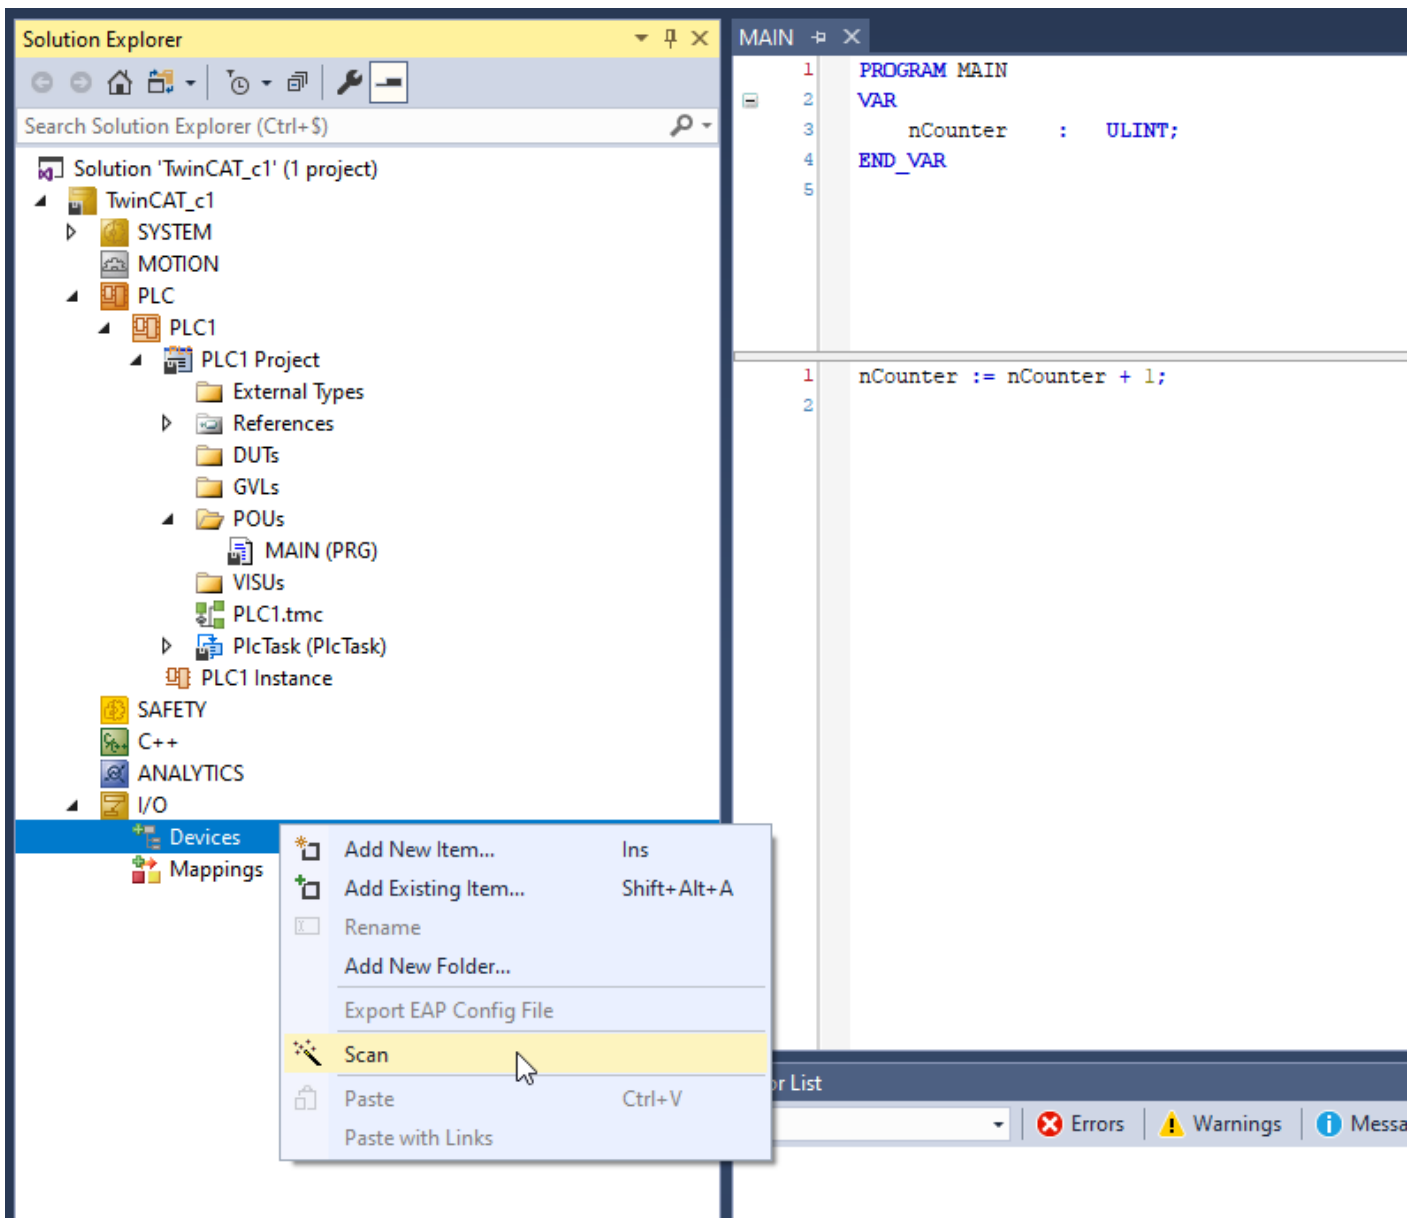 Solution Explorer
Search Solution Explorer (Ctrl+$)
Solution 'TwinCAT_c1' (1 project)
TwinCAT_c1
SYSTEM
MOTION
PLC
PLC1
PLC1 Project
External Types
References
DUTs
GVLs
POUs
MAIN (PRG)
VISUs
PLC1.tmc
PlcTask (PlcTask)
PLC1 Instance
SAFETY
C++
ANALYTICS
I/O
Devices
Mappings
Add New Item... Ins
Add Existing Item... Shift+Alt+A
Rename
Add New Folder...
Export EAP Config File
Scan
Paste Ctrl+V
Paste with Links
MAIN
1 PROGRAM MAIN
2 VAR
3 nCounter : ULINT;
4 END_VAR
5
1 nCounter := nCounter + 1;
2
or List
Errors Warnings Messa